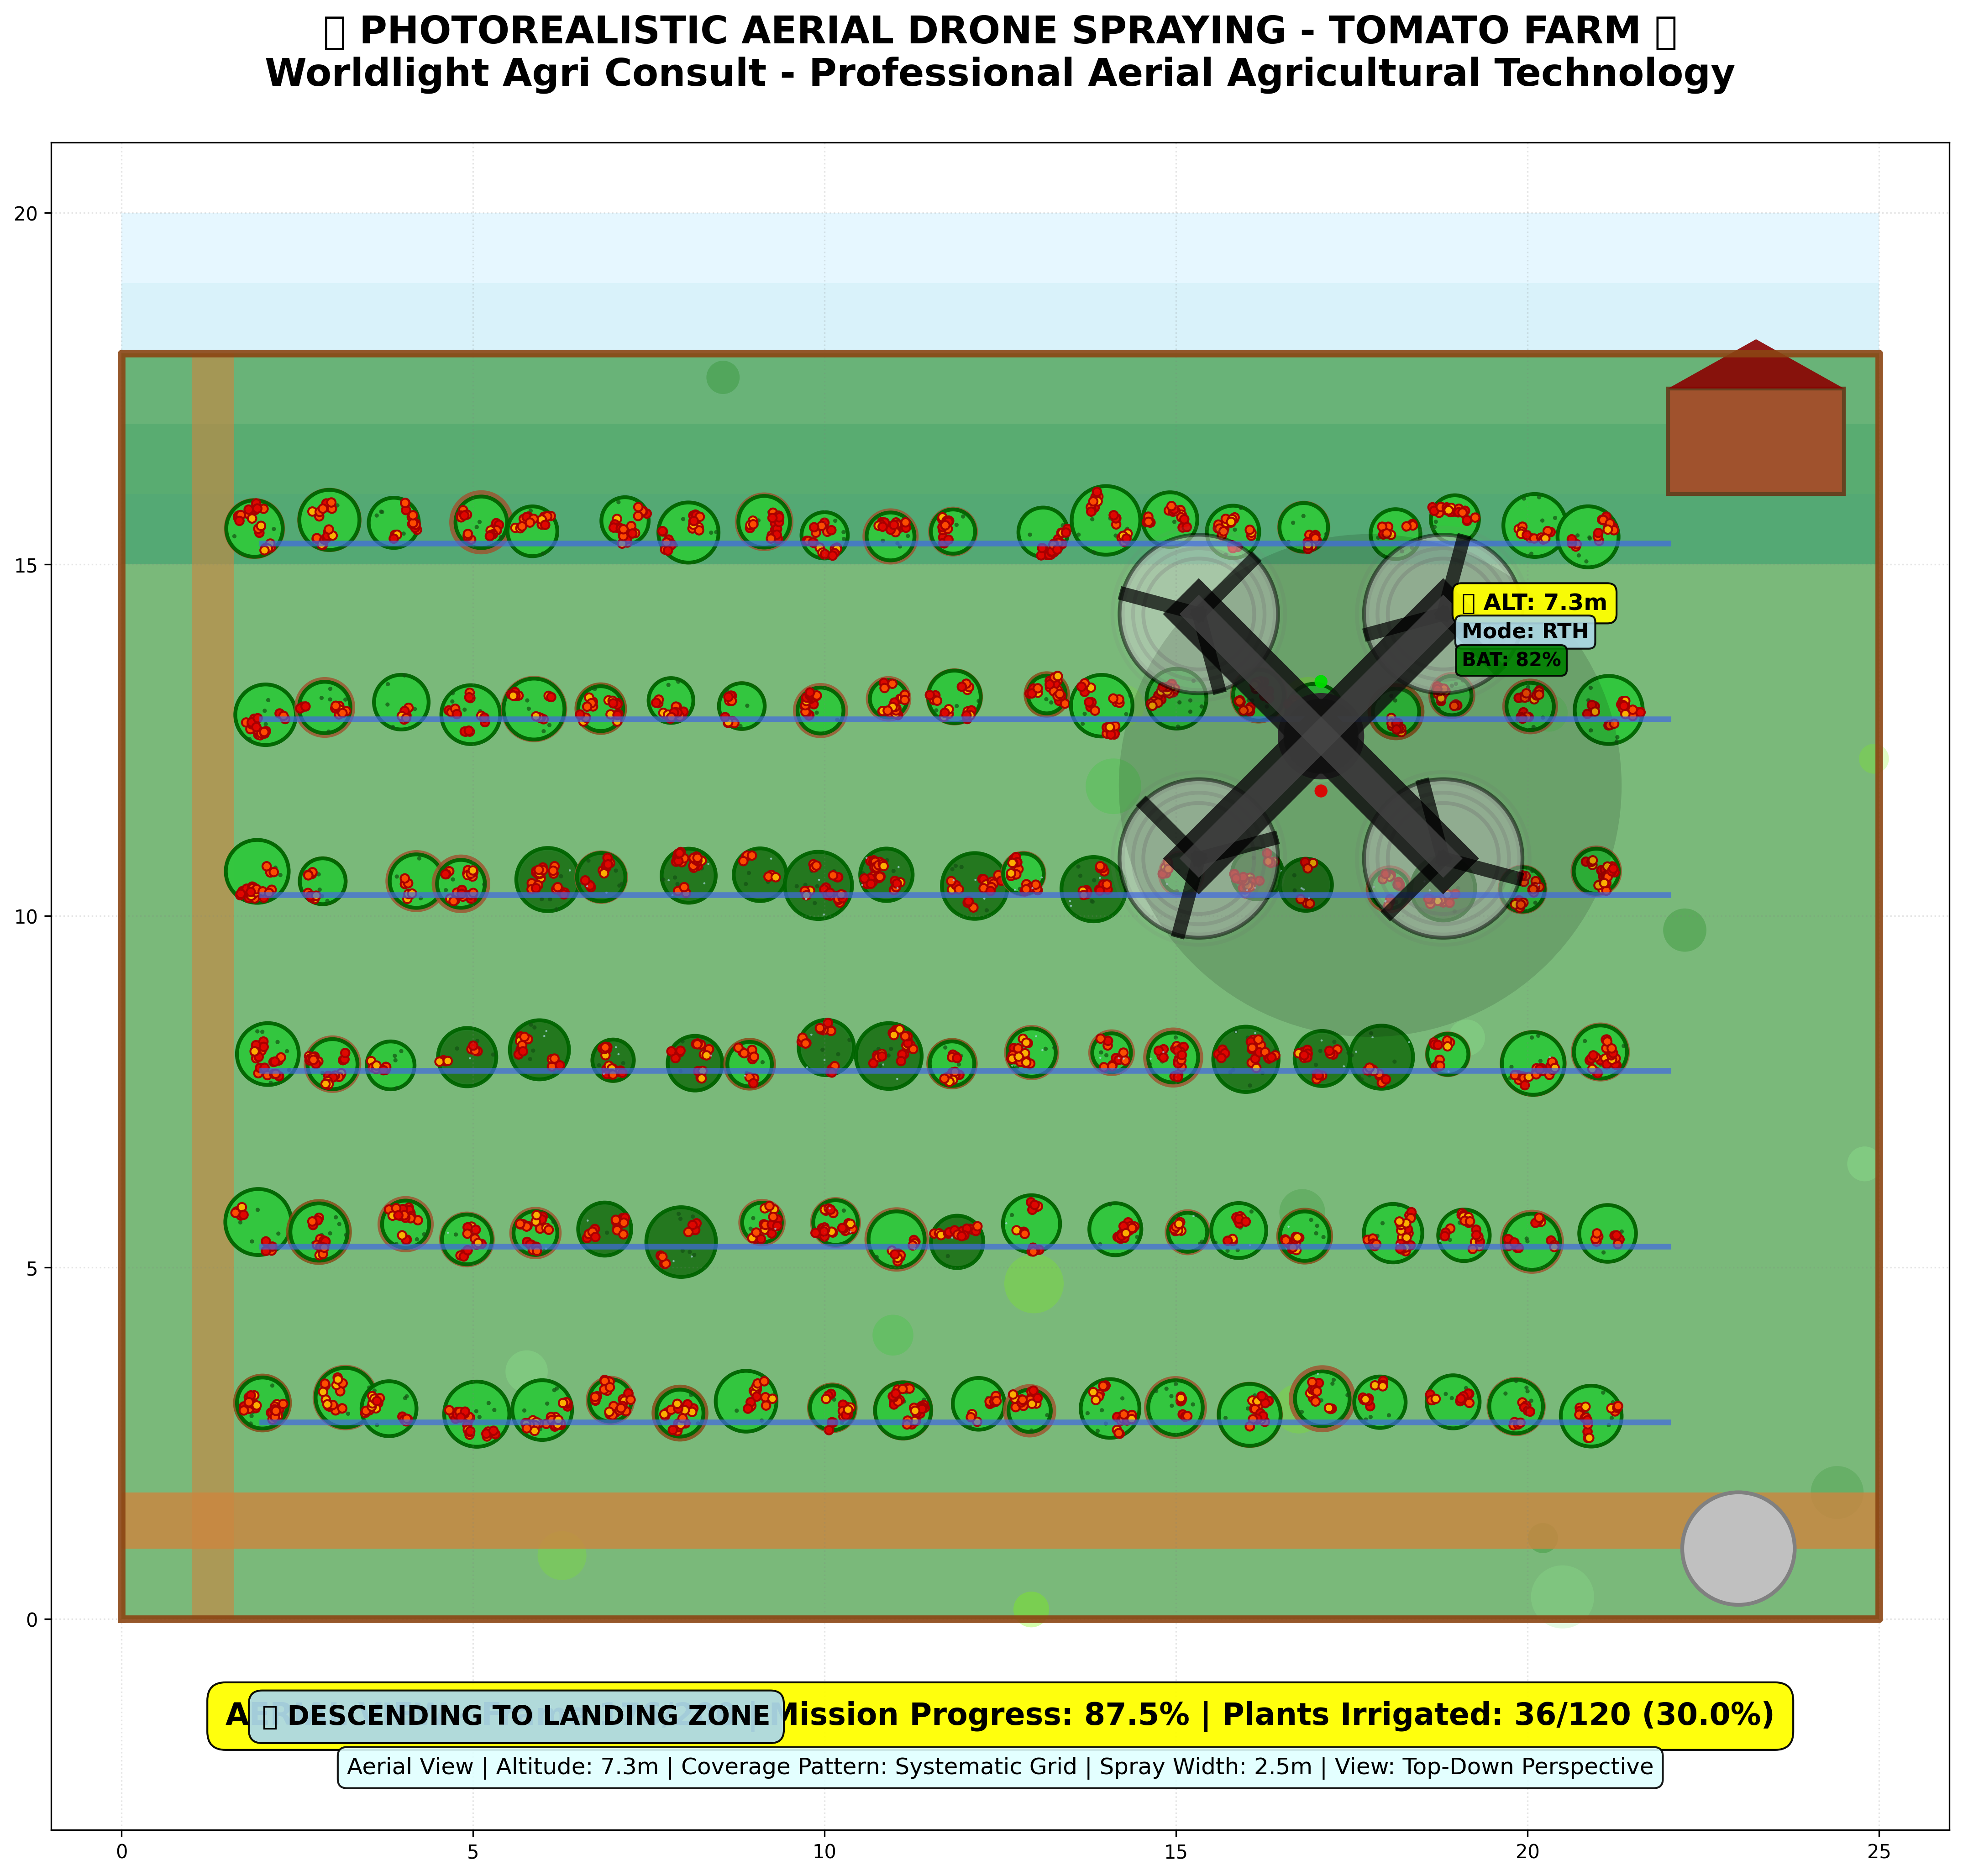 PHOTOREALISTIC AERIAL DRONE SPRAYING - TOMATO FARM
Worldlight Agri Consult - Professional Aerial Agricultural Technology
20
15
10
5
0
ALT: 7.3m
Mode: RTH
BAT: 82%
DESCENDING TO LANDING ZONE
Mission Progress: 87.5% | Plants Irrigated: 36/120 (30.0%)
Aerial View | Altitude: 7.3m | Coverage Pattern: Systematic Grid | Spray Width: 2.5m | View: Top-Down Perspective
0
5
10
15
20
25